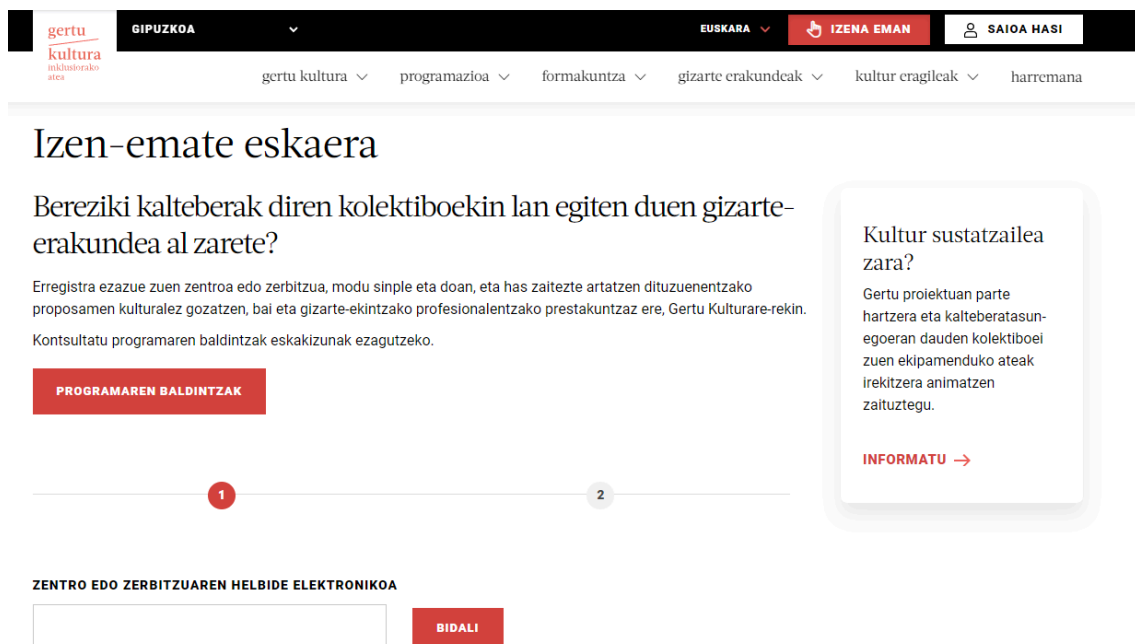 gertu
kultura
inklusiorako
atea
GIPUZKOA
EUSKARA
IZENA EMAN
SAIOA HASI
gertu kultura
programazioa
formakuntza
gizarte erakundeak
kultur eragileak
harremana
Izen-emate eskaera
Bereziki kalteberak diren kolektiboekin lan egiten duen gizarte-
erakundea al zarete?
Erregistra ezazue zuen zentroa edo zerbitzua, modu sinple eta doan, eta has zaitezte artatzen dituzuenentzako
proposamen kulturalez gozatzen, bai eta gizarte-ekintzako profesionalentzako prestakuntzaz ere, Gertu Kulturare-rekin.
Kontsultatu programaren baldintzak eskakizunak ezagutzeko.
PROGRAMAREN BALDINTZAK
1
2
Kultur sustatzailea
zara?
Gertu proiektuan parte
hartzera eta kalteberatasun-
egoeran dauden kolektiboei
zuen ekipamenduko ateak
irekitzera animatzen
zaituztegu.
INFORMATU
ZENTRO EDO ZERBITZUAREN HELBIDE ELEKTRONIKOA
BIDALI